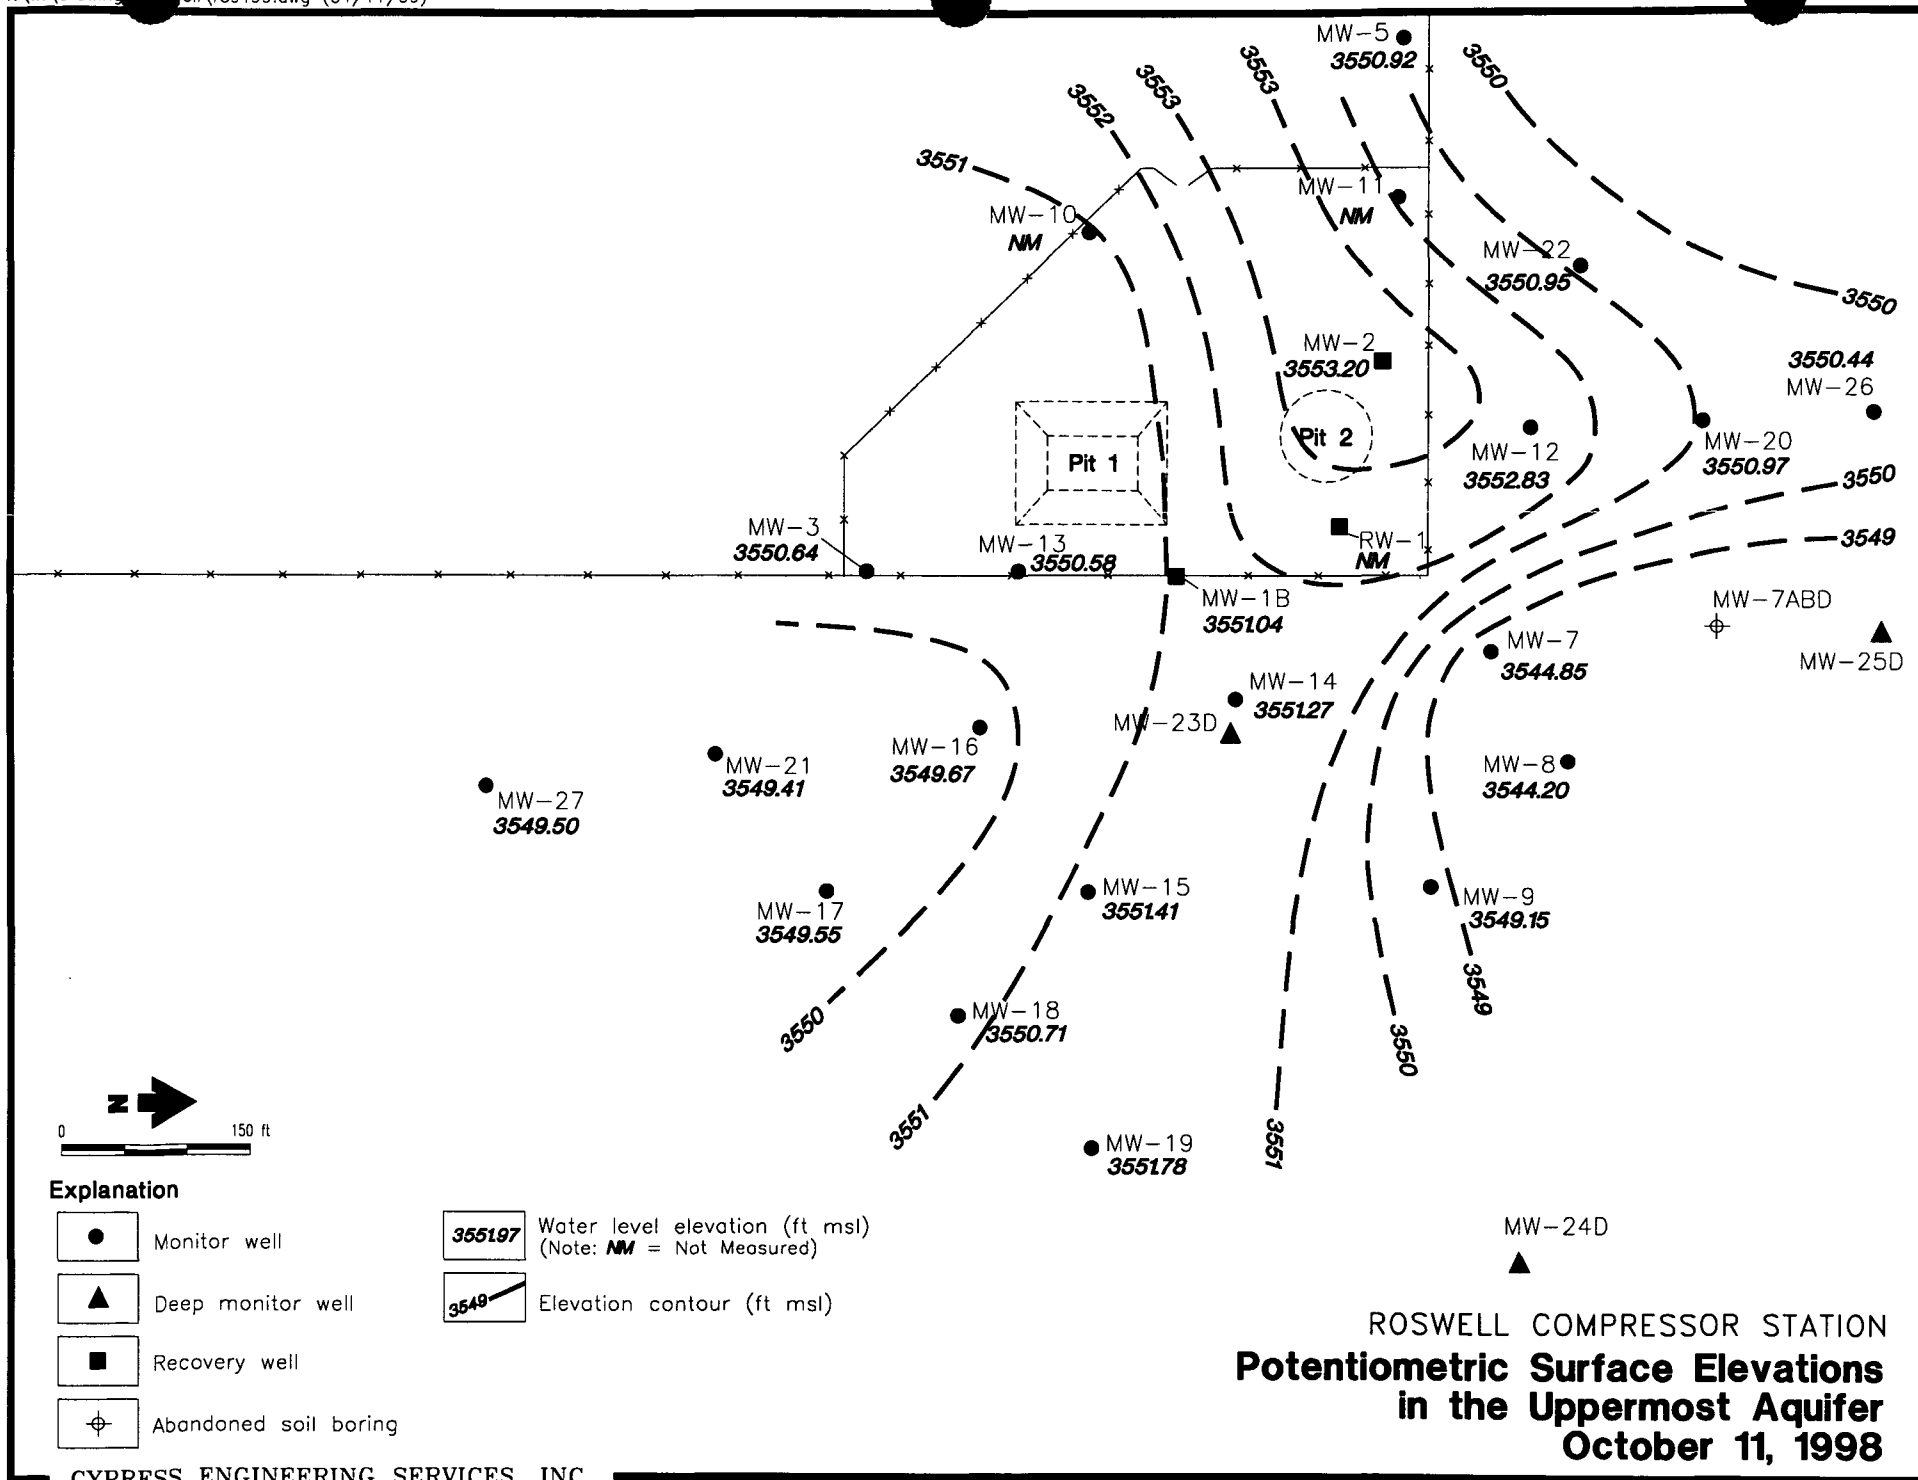 MW-5
3550.92
3550
3553
3553
3552
3551
MW-10
NM
MW-11
NM
MW-22
3550.95
3550
MW-2
3553.20
3550.44
MW-26
Pit 1
Pit 2
MW-12
3552.83
MW-20
3550.97
3550
3549
MW-3
3550.64
MW-13
3550.58
RW-1
NM
MW-1B
3551.04
MW-7ABD
MW-25D
MW-7
3544.85
MW-14
3551.27
MW-23D
MW-16
3549.67
MW-21
3549.41
MW-27
3549.50
MW-8
3544.20
MW-17
3549.55
MW-15
3551.41
MW-9
3549.15
3549
3550
MW-18
3550.71
3550
3551
3551
MW-19
3551.78
MW-24D
N
0 150 ft
Explanation
Monitor well
Deep monitor well
Recovery well
Abandoned soil boring
3551.97 Water level elevation (ft msl)
(Note: NM = Not Measured)
3549 Elevation contour (ft msl)
ROSWELL COMPRESSOR STATION
Potentiometric Surface Elevations
in the Uppermost Aquifer
October 11, 1998
CYPRESS ENGINEERING SERVICES, INC